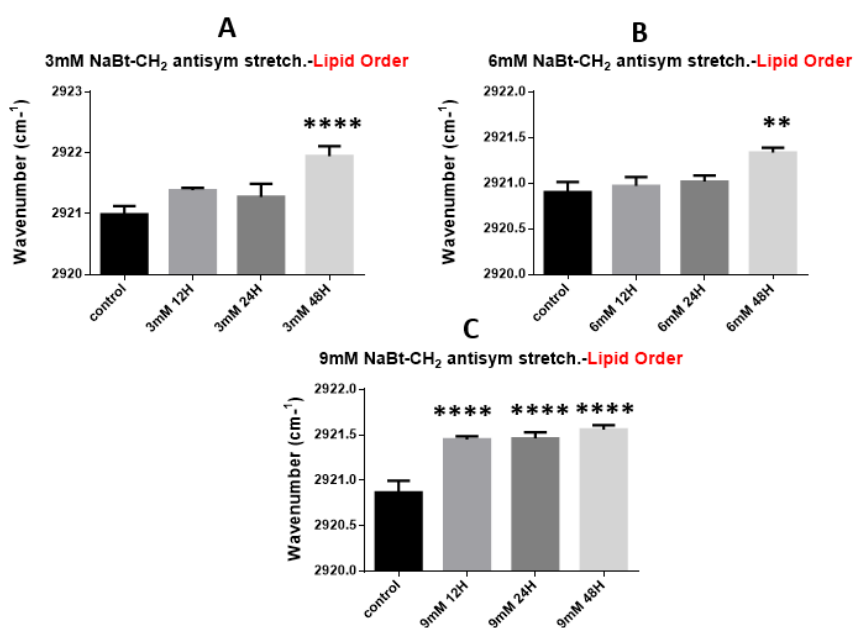 A
3mM NaBt-CH₂ antisym stretch.-Lipid Order
Wavenumber (cm-¹)
2923
2922
2921
2920
****
control
3mM 12H
3mM 24H
3mM 48H
B
6mM NaBt-CH₂ antisym stretch.-Lipid Order
Wavenumber (cm-¹)
2922.0
2921.5
2921.0
2920.5
2920.0
**
control
6mM 12H
6mM 24H
6mM 48H
C
9mM NaBt-CH₂ antisym stretch.-Lipid Order
Wavenumber (cm-¹)
2922.0
2921.5
2921.0
2920.5
2920.0
**** **** ****
control
9mM 12H
9mM 24H
9mM 48H